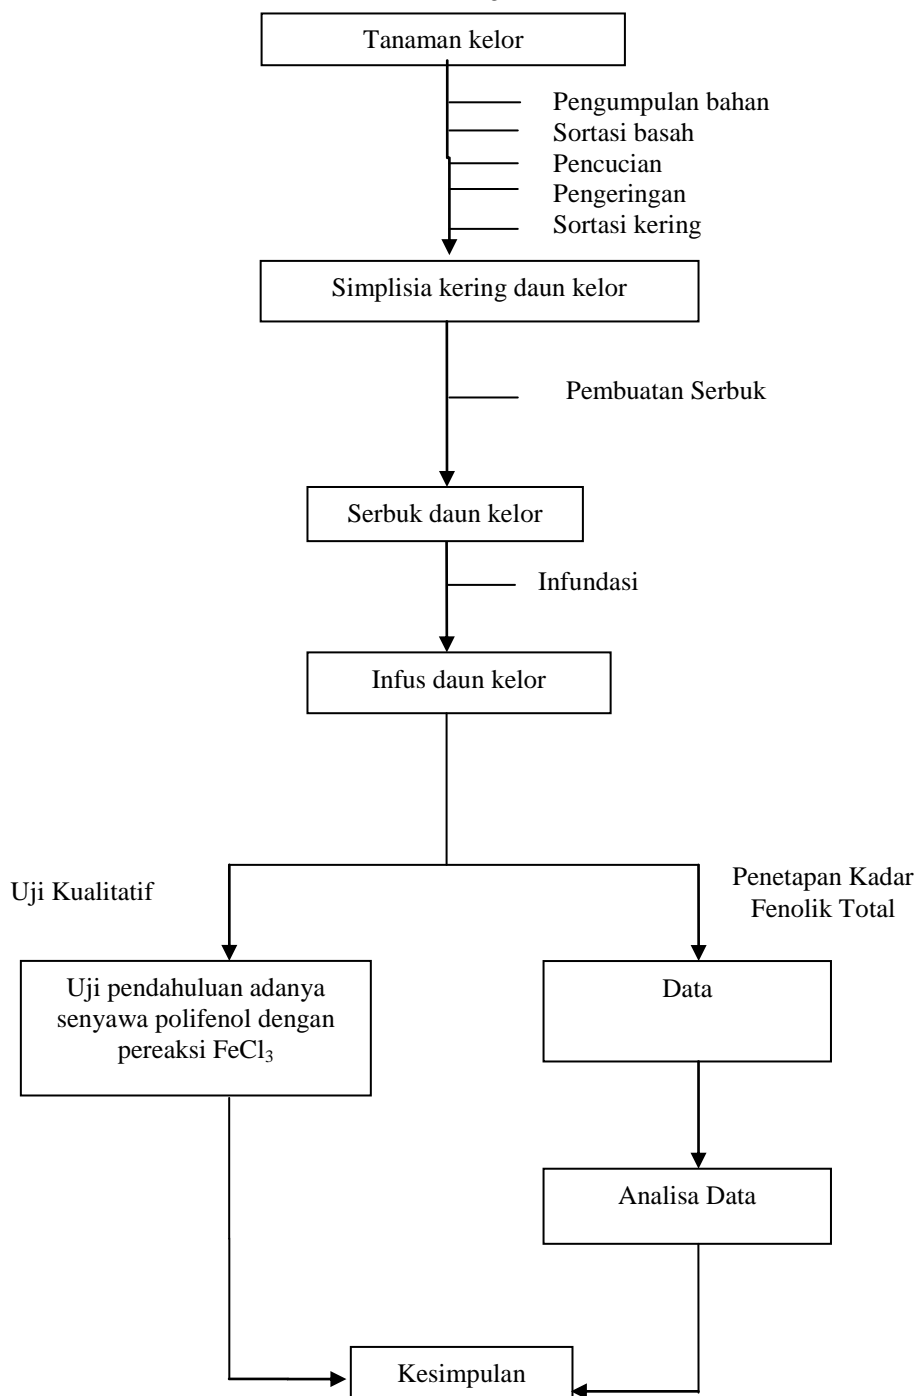 Tanaman kelor
Pengumpulan bahan
Sortasi basah
Pencucian
Pengeringan
Sortasi kering
Simplisia kering daun kelor
Pembuatan Serbuk
Serbuk daun kelor
Infundasi
Infus daun kelor
Uji Kualitatif
Penetapan Kadar
Fenolik Total
Uji pendahuluan adanya
senyawa polifenol dengan
pereaksi FeCl₃
Data
Analisa Data
Kesimpulan